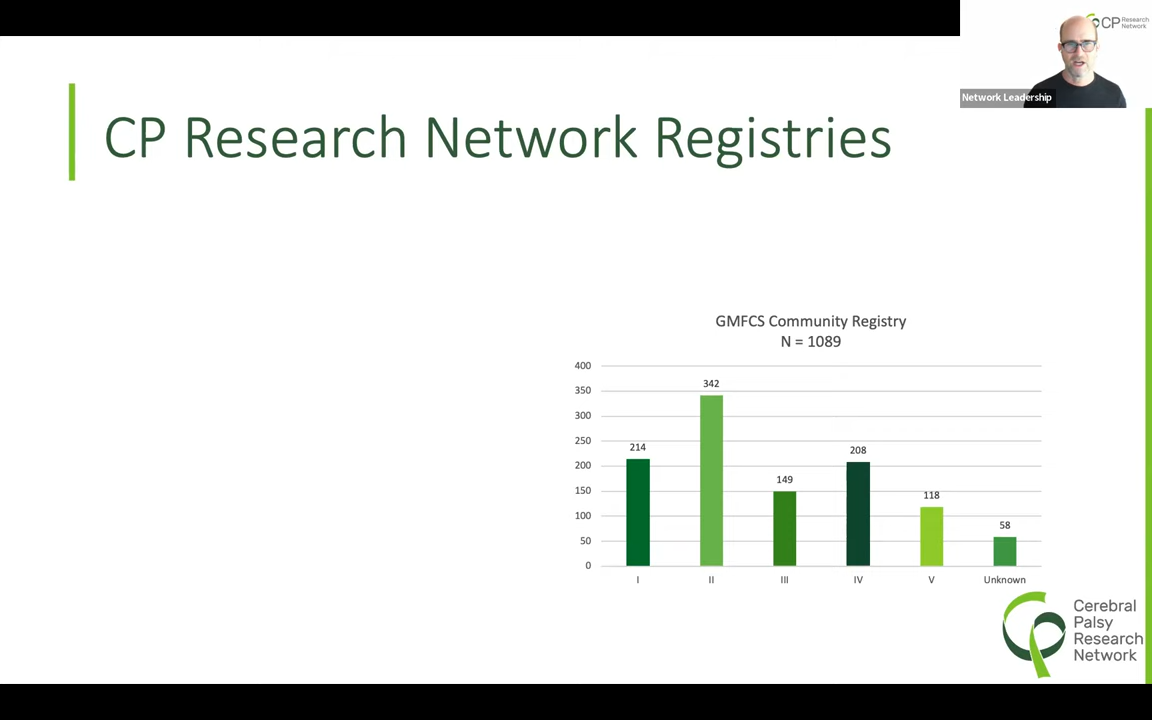 CP Research
Network
Network Leadership
CP Research Network Registries
GMFCS Community Registry
N = 1089
400
350
300
250
200
150
100
50
0
214
342
149
208
118
58
I
II
III
IV
V
Unknown
Cerebral
Palsy
Research
Network